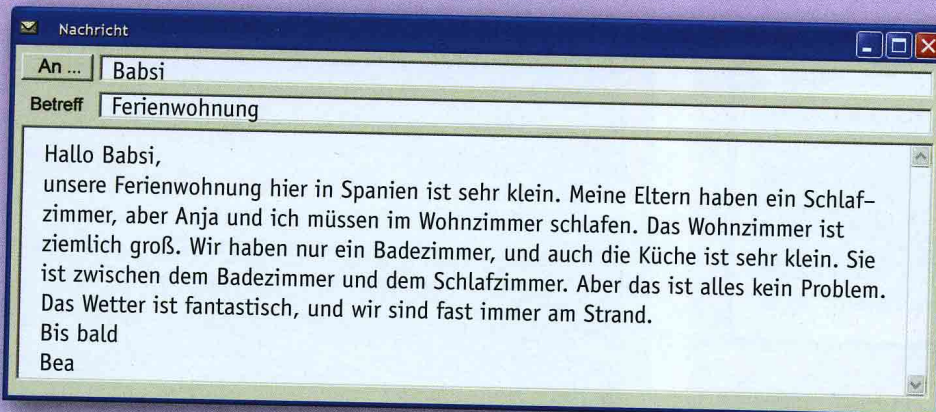 Nachricht
An ... Babsi
Betreff Ferienwohnung
Hallo Babsi,
unsere Ferienwohnung hier in Spanien ist sehr klein. Meine Eltern haben ein Schlaf–
zimmer, aber Anja und ich müssen im Wohnzimmer schlafen. Das Wohnzimmer ist
ziemlich groß. Wir haben nur ein Badezimmer, und auch die Küche ist sehr klein. Sie
ist zwischen dem Badezimmer und dem Schlafzimmer. Aber das ist alles kein Problem.
Das Wetter ist fantastisch, und wir sind fast immer am Strand.
Bis bald
Bea